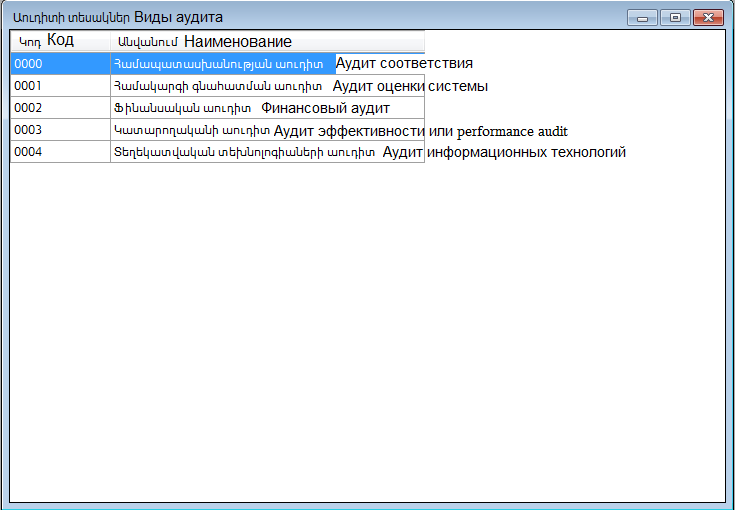 Աուդիտի տեսակներ Виды аудита
Կոդ Код Անվանում Наименование
0000 Համապատասխանության աուդիտ Аудит соответствия
0001 Համակարգի գնահատման աուդիտ Аудит оценки системы
0002 Ֆինանսական աուդիտ Финансовый аудит
0003 Կատարողականի աուդիտ Аудит эффективности или performance audit
0004 Տեղեկատվական տեխնոլոգիաների աուդիտ Аудит информационных технологий